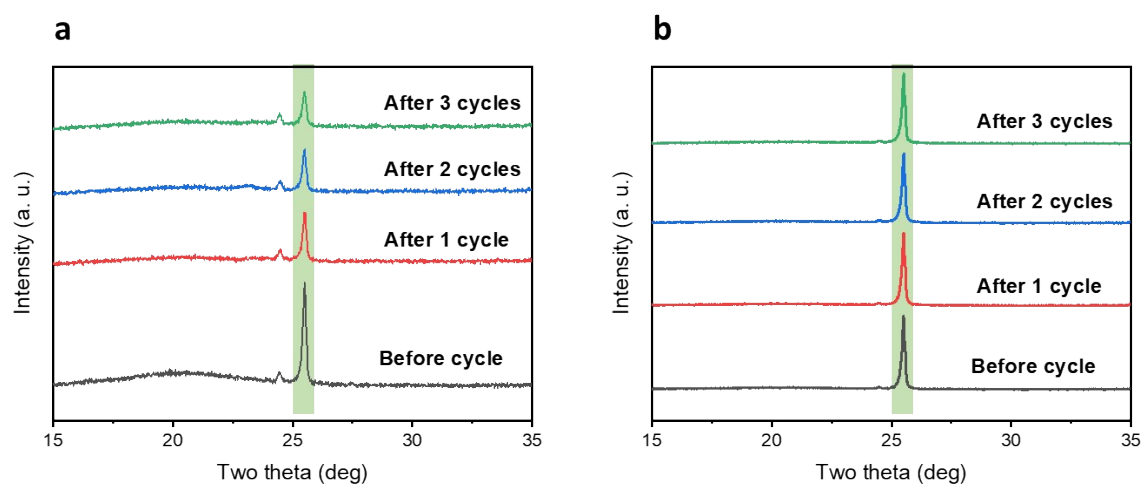 a
After 3 cycles
After 2 cycles
After 1 cycle
Before cycle
Intensity (a. u.)
15 20 25 30 35
Two theta (deg)
b
After 3 cycles
After 2 cycles
After 1 cycle
Before cycle
Intensity (a. u.)
15 20 25 30 35
Two theta (deg)